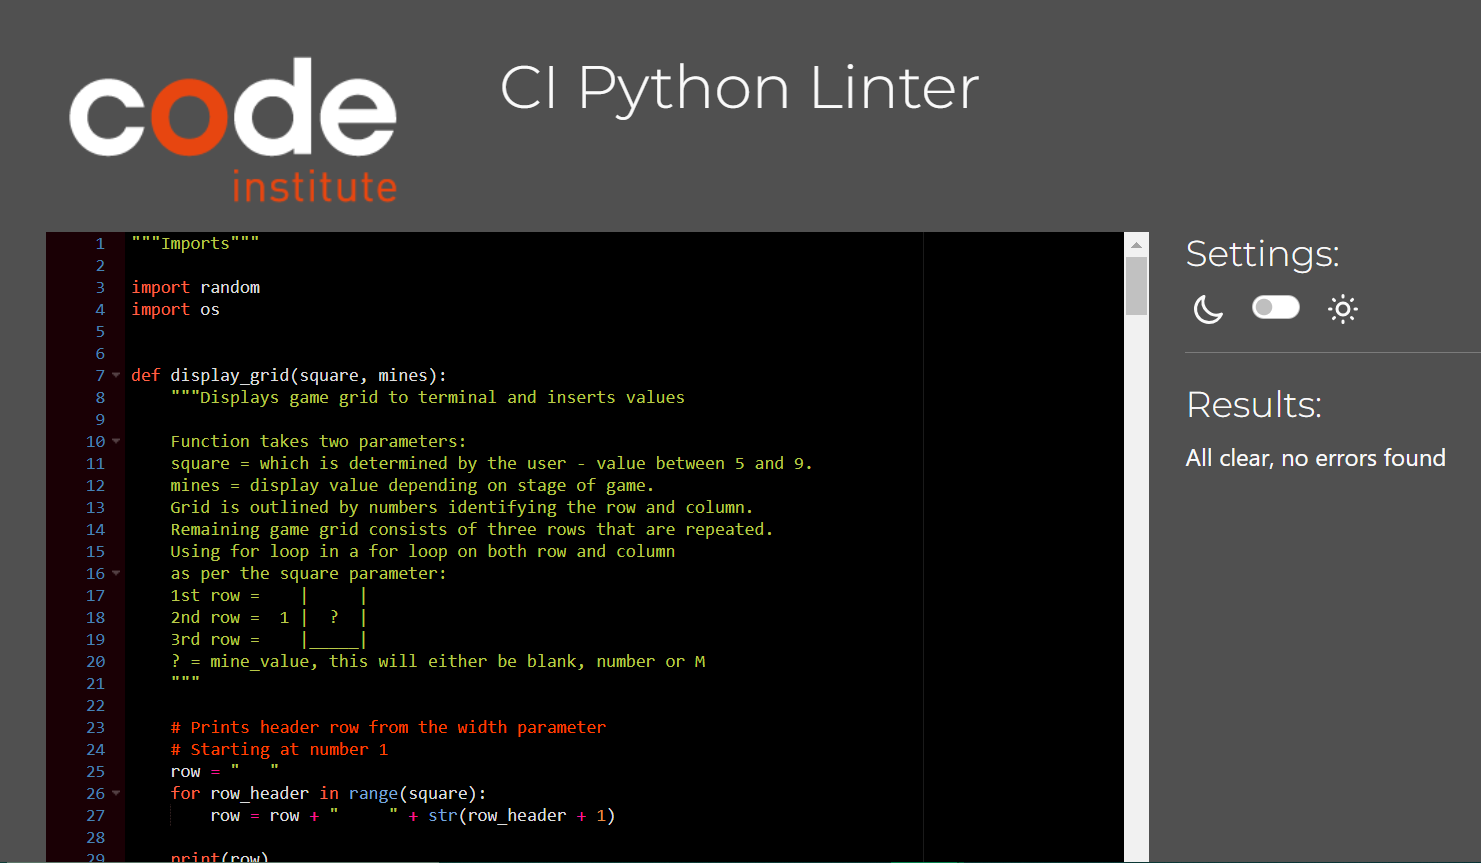 code
institute
CI Python Linter
1 """Imports"""
2
3 import random
4 import os
5
6
7 def display_grid(square, mines):
8     """Displays game grid to terminal and inserts values
9
10     Function takes two parameters:
11     square = which is determined by the user - value between 5 and 9.
12     mines = display value depending on stage of game.
13     Grid is outlined by numbers identifying the row and column.
14     Remaining game grid consists of three rows that are repeated.
15     Using for loop in a for loop on both row and column
16     as per the square parameter:
17     1st row =    |     |
18     2nd row =  1 |  ?  |
19     3rd row =    |_____|
20     ? = mine_value, this will either be blank, number or M
21     """
22
23     # Prints header row from the width parameter
24     # Starting at number 1
25     row = "   "
26     for row_header in range(square):
27         row = row + "     " + str(row_header + 1)
28
29     print(row)
Settings:
Results:
All clear, no errors found